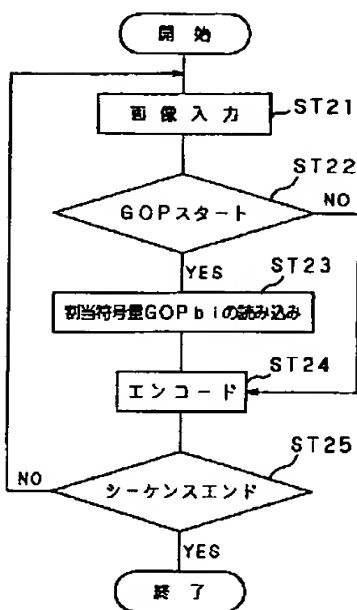 開始
画像入力
ST21
ST22
GOPスタート
NO
YES
ST23
割当符号量GOPbiの読み込み
ST24
エンコード
ST25
NO
シーケンスエンド
YES
終了